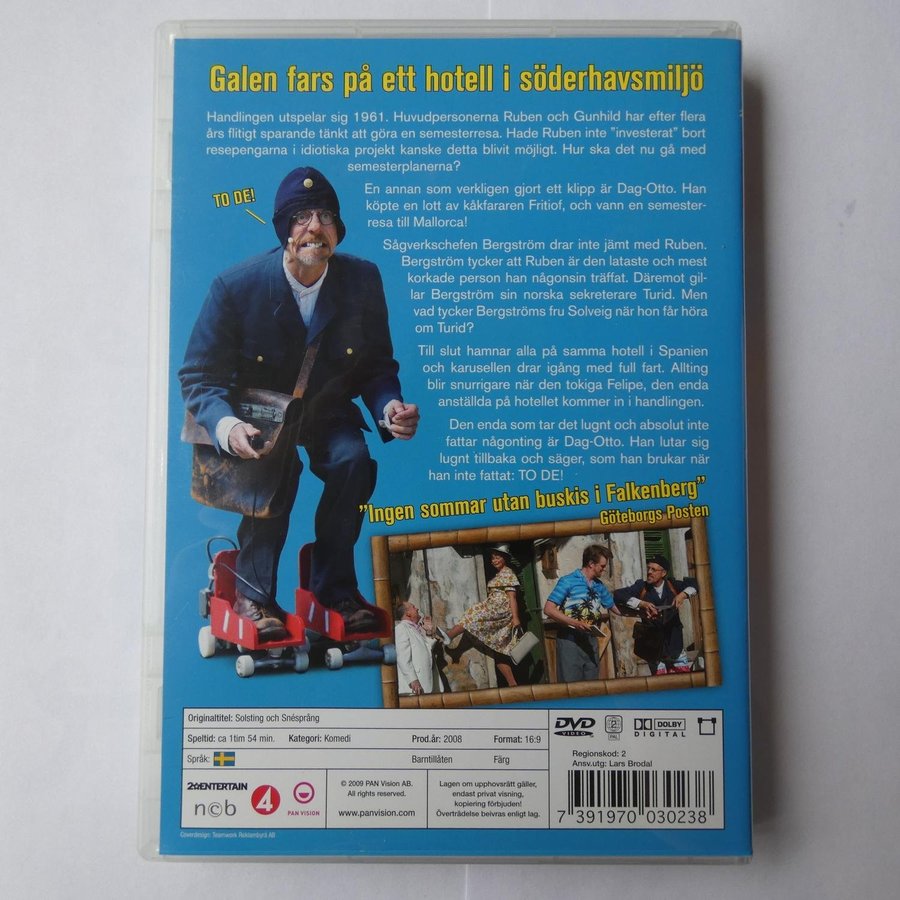 Galen fars på ett hotell i söderhavsmiljö
Handlingen utspelar sig 1961. Huvudpersonerna Ruben och Gunhild har efter flera
års flitigt sparande tänkt att göra en semesterresa. Hade Ruben inte "investerat" bort
resepengarna i idiotiska projekt kanske detta blivit möjligt. Hur ska det nu gå med
semesterplanerna?
TO DE!
En annan som verkligen gjort ett klipp är Dag-Otto. Han
köpte en lott av kåkfararen Fritiof, och vann en semester-
resa till Mallorca!
Sågverkschefen Bergström drar inte jämt med Ruben.
Bergström tycker att Ruben är den lataste och mest
korkade person han någonsin träffat. Däremot gil-
lar Bergström sin norska sekreterare Turid. Men
vad tycker Bergströms fru Solveig när hon får höra
om Turid?
Till slut hamnar alla på samma hotell i Spanien
och karusellen drar igång med full fart. Allting
blir snurrigare när den tokiga Felipe, den enda
anställda på hotellet kommer in i handlingen.
Den enda som tar det lugnt och absolut inte
fattar någonting är Dag-Otto. Han lutar sig
lugnt tillbaka och säger, som han brukar när
han inte fattat: TO DE!
"Ingen sommar utan buskis i Falkenberg"
Göteborgs Posten
Originaltitel: Solsting och Snésprång
Speltid: ca 1tim 54 min. Kategori: Komedi Prod.år: 2008 Format: 16:9
Språk: Barntillåten Färg
DVD VIDEO
2 PAL
DOLBY DIGITAL
Regionskod: 2
Ansv.utg: Lars Brodal
2ENTERTAIN
ncb
4
PAN VISION
© 2009 PAN Vision AB.
All rights reserved.
www.panvision.com
Lagen om upphovsrätt gäller,
endast privat visning,
kopiering förbjuden!
Överträdelse beivras enligt lag.
7 391970 030238
Coverdesign: Teamwork Reklambyrå AB